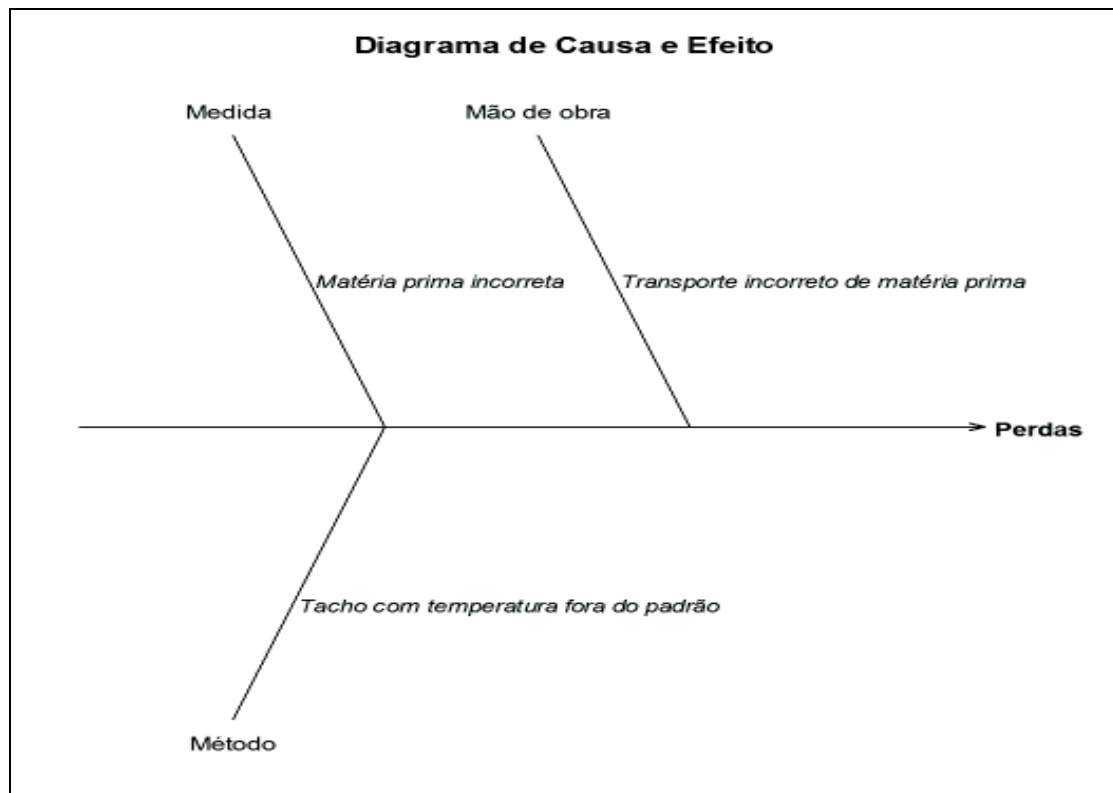 Diagrama de Causa e Efeito
Medida
Mão de obra
Matéria prima incorreta
Transporte incorreto de matéria prima
Perdas
Tacho com temperatura fora do padrão
Método